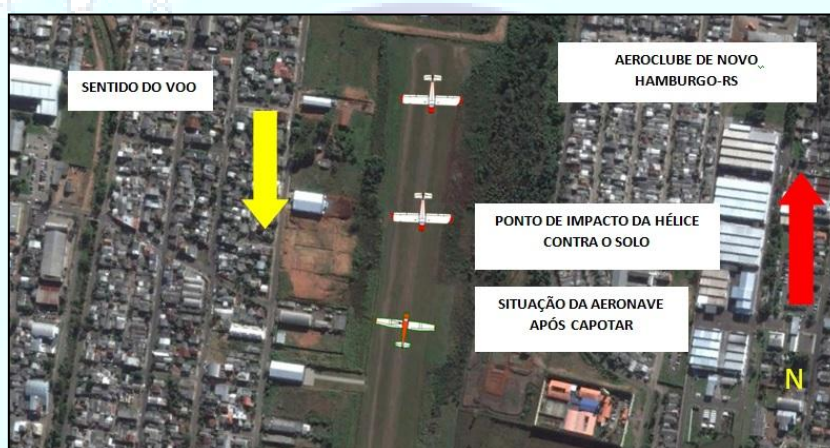 SENTIDO DO VOO
AEROCLUBE DE NOVO
HAMBURGO-RS
PONTO DE IMPACTO DA HÉLICE
CONTRA O SOLO
SITUAÇÃO DA AERONAVE
APÓS CAPOTAR
N